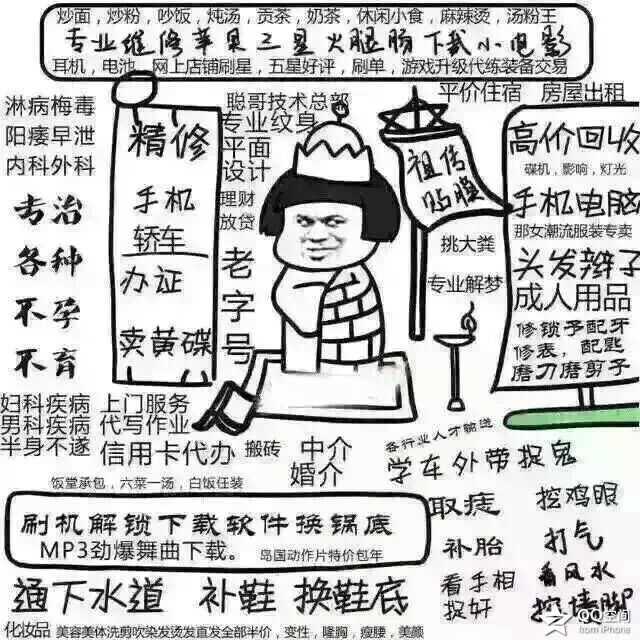 炒面，炒粉，吵饭，炖汤，贡茶，奶茶，休闲小食，麻辣烫，汤粉王
专业维修苹果三星火腿肠下载小电影
耳机，电池，网上店铺刷星，五星好评，刷单，游戏升级代练装备交易
淋病梅毒
阳痿早泄
内科外科
专治
各种
不孕
不育
精修
手机
轿车
办证
卖黄碟
聪哥技术总部
专业纹身
平面
设计
理财
放贷
老
字
号
平价住宿 房屋出租
祖传
贴膜
挑大粪
专业解梦
高价回收
碟机，影响，灯光
手机电脑
那女潮流服装专卖
头发辫子
成人用品
修锁予配牙
修表，配匙
磨刀磨剪子
妇科疾病 上门服务
男科疾病 代写作业
半身不遂 信用卡代办
搬砖
中介
婚介
饭堂承包，六菜一汤，白饭任装
各行业人才输送
学车外带捉鬼
取痣
挖鸡眼
补胎
打气
看手相
看风水
捉奸
挖墙脚
刷机解锁下载软件换锅底
MP3劲爆舞曲下载。 岛国动作片特价包年
通下水道 补鞋 换鞋底
化妆品 美容美体洗剪吹染发烫发直发全部半价，变性，隆胸，瘦腰，美颜
QQ空间
from iPhone